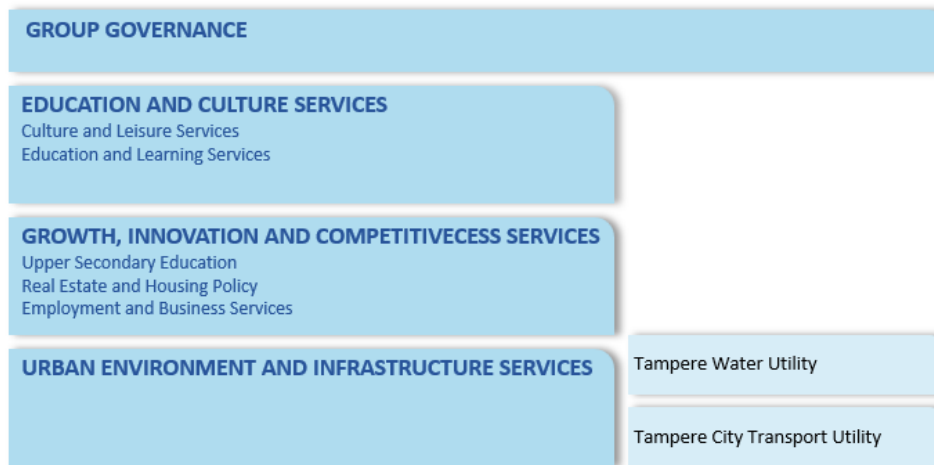 GROUP GOVERNANCE
EDUCATION AND CULTURE SERVICES
Culture and Leisure Services
Education and Learning Services
GROWTH, INNOVATION AND COMPETITIVECESS SERVICES
Upper Secondary Education
Real Estate and Housing Policy
Employment and Business Services
URBAN ENVIRONMENT AND INFRASTRUCTURE SERVICES
Tampere Water Utility
Tampere City Transport Utility